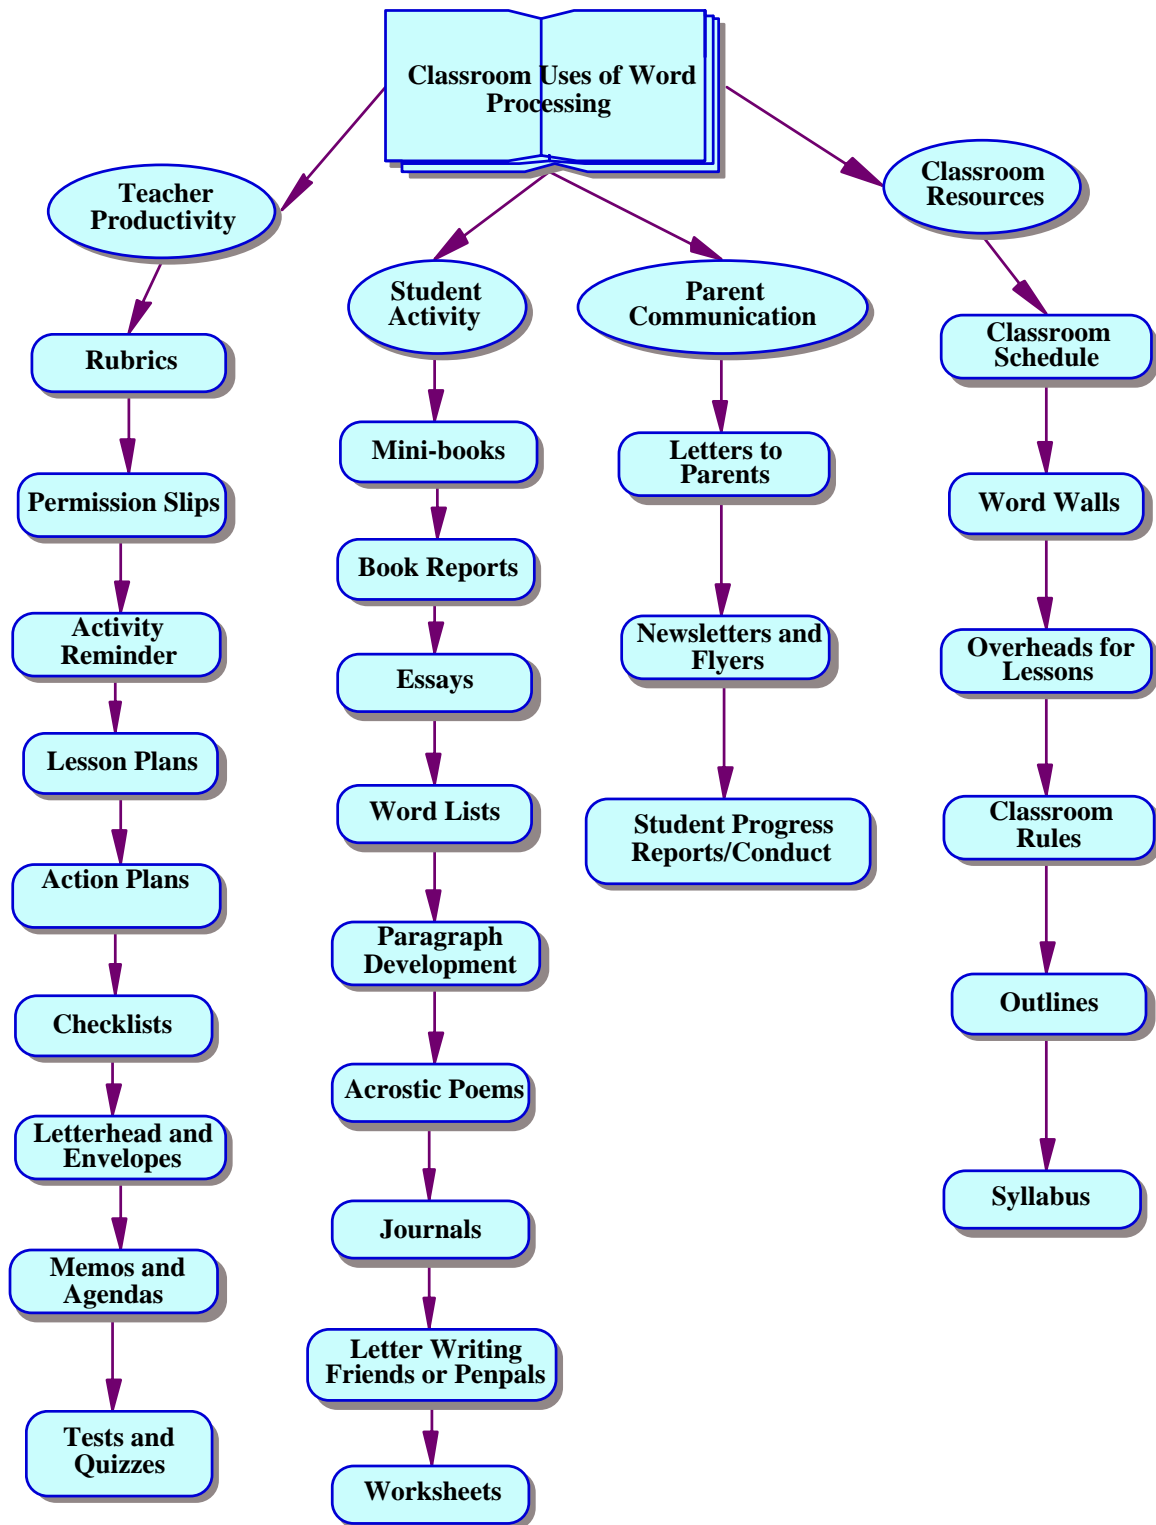 Classroom Uses of Word
Processing
Teacher
Productivity
Rubrics
Permission Slips
Activity
Reminder
Lesson Plans
Action Plans
Checklists
Letterhead and
Envelopes
Memos and
Agendas
Tests and
Quizzes
Student
Activity
Mini-books
Book Reports
Essays
Word Lists
Paragraph
Development
Acrostic Poems
Journals
Letter Writing
Friends or Penpals
Worksheets
Parent
Communication
Letters to
Parents
Newsletters and
Flyers
Student Progress
Reports/Conduct
Classroom
Resources
Classroom
Schedule
Word Walls
Overheads for
Lessons
Classroom
Rules
Outlines
Syllabus